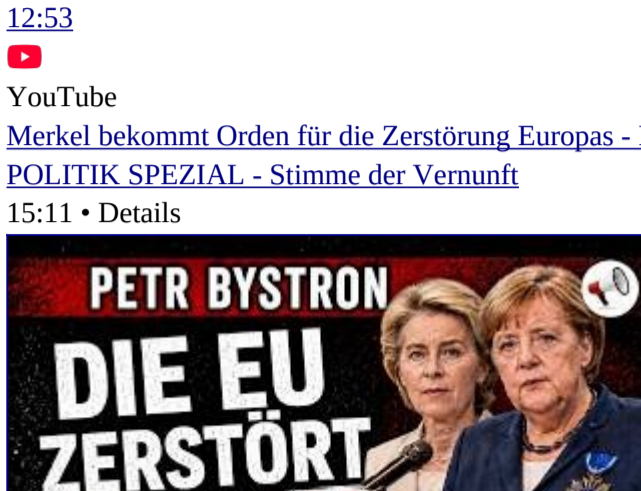 12:53
YouTube
Merkel bekommt Orden für die Zerstörung Europas -
POLITIK SPEZIAL - Stimme der Vernunft
15:11 • Details
PETR BYSTRON
DIE EU
ZERSTÖRT